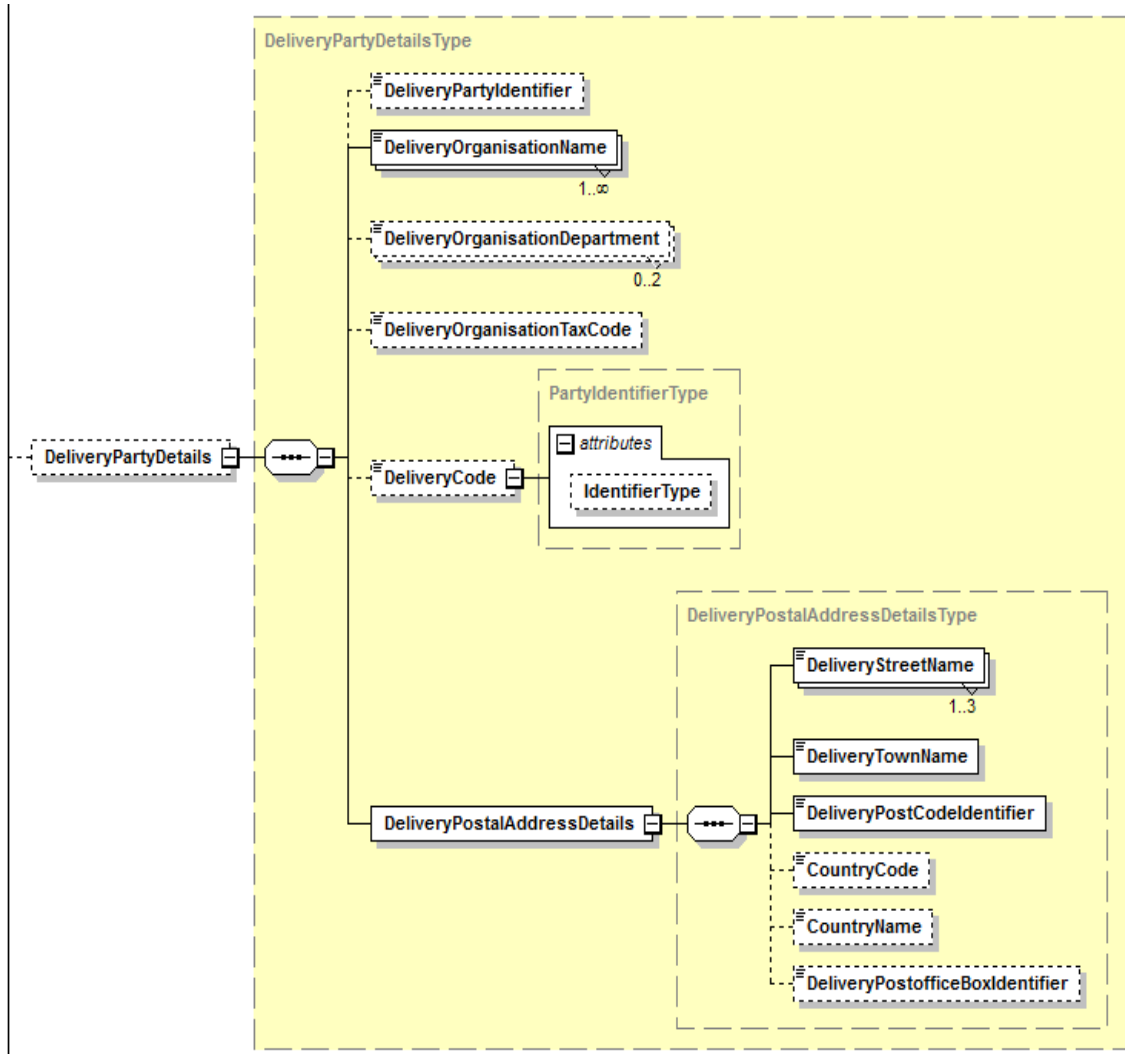 DeliveryPartyDetailsType
DeliveryPartyIdentifier
DeliveryOrganisationName
1..∞
DeliveryOrganisationDepartment
0..2
DeliveryOrganisationTaxCode
PartyIdentifierType
attributes
DeliveryPartyDetails
DeliveryCode
IdentifierType
DeliveryPostalAddressDetailsType
DeliveryStreetName
1..3
DeliveryTownName
DeliveryPostCodeIdentifier
DeliveryPostalAddressDetails
CountryCode
CountryName
DeliveryPostofficeBoxIdentifier